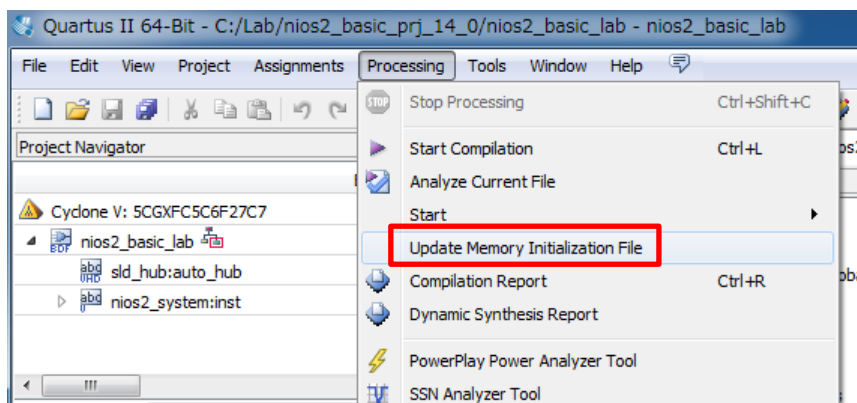 Quartus II 64-Bit - C:/Lab/nios2_basic_prj_14_0/nios2_basic_lab - nios2_basic_lab
File Edit View Project Assignments Processing Tools Window Help
Stop Processing Ctrl+Shift+C
Project Navigator
Start Compilation Ctrl+L
Analyze Current File
Cyclone V: 5CGXFC5C6F27C7
Start
nios2_basic_lab
Update Memory Initialization File
sld_hub:auto_hub
Compilation Report Ctrl+R
nios2_system:inst
Dynamic Synthesis Report
PowerPlay Power Analyzer Tool
SSN Analyzer Tool